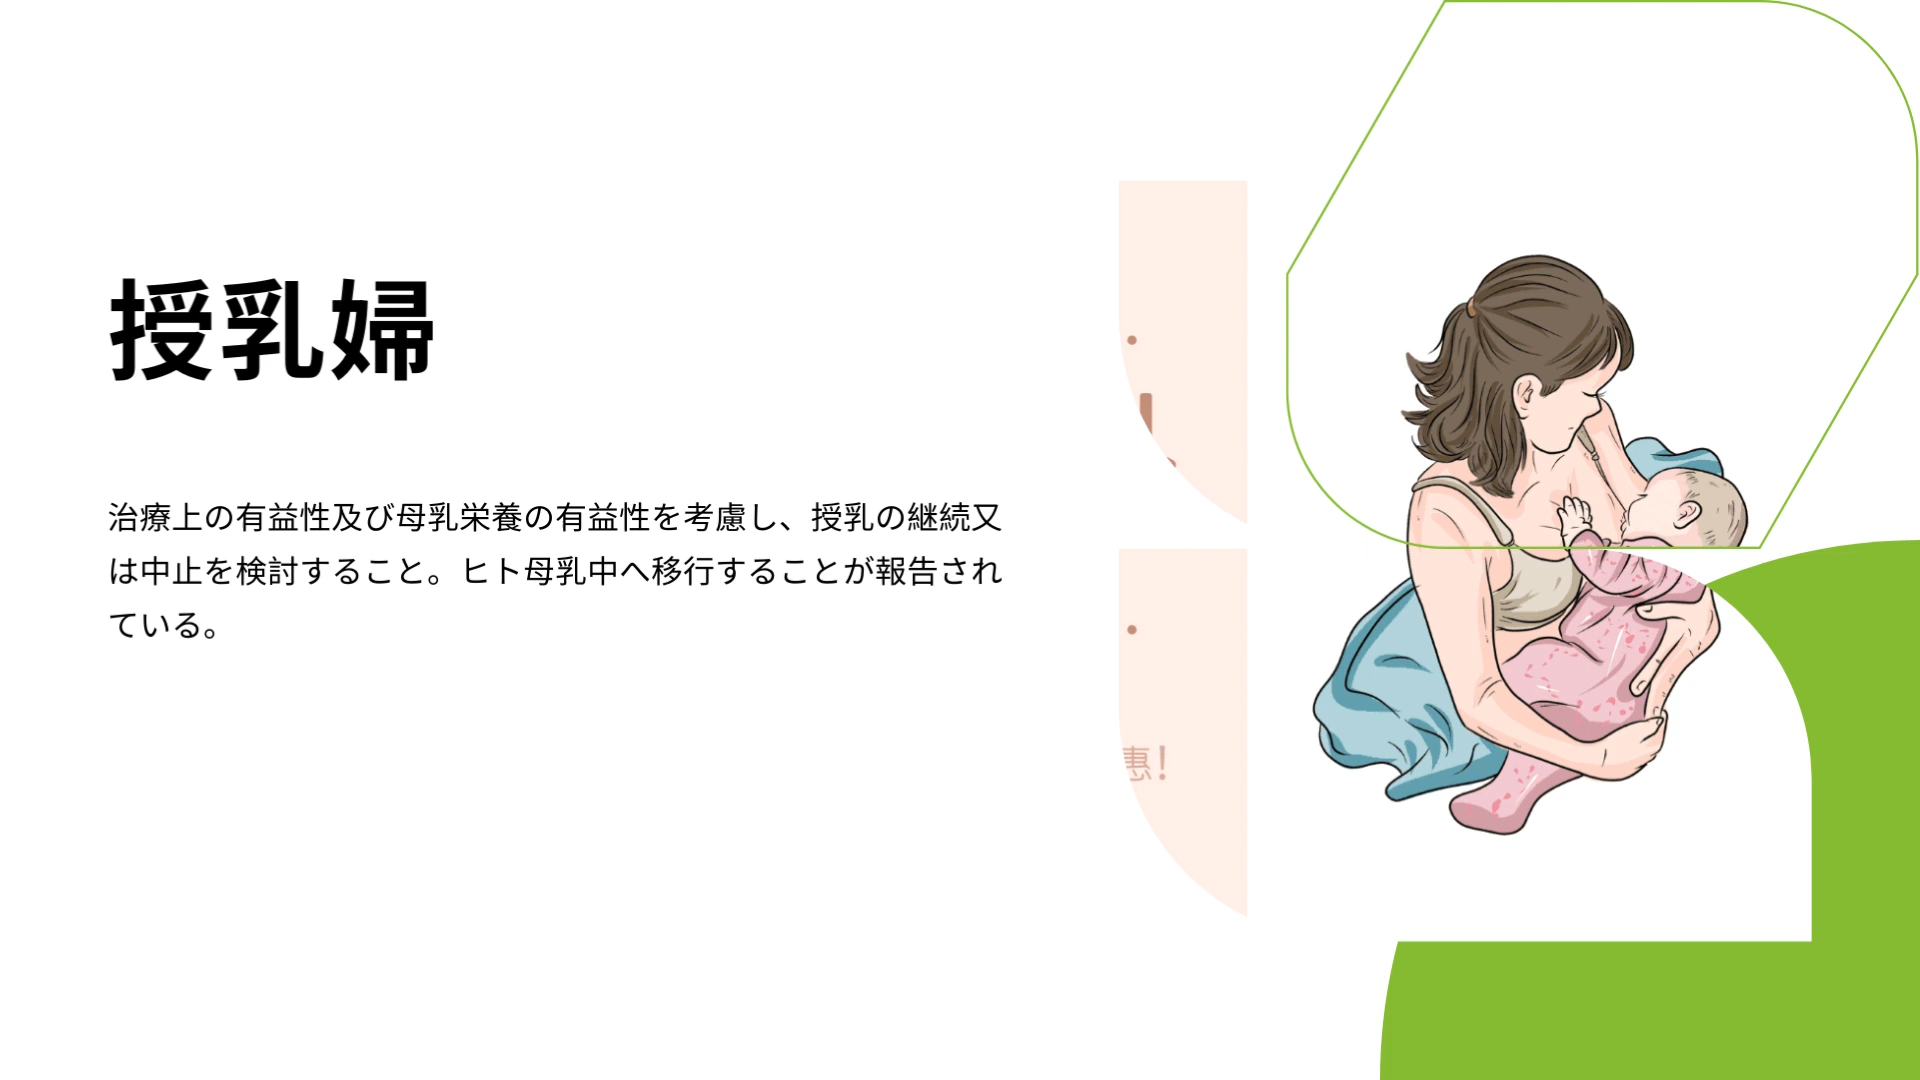 授乳婦
治療上の有益性及び母乳栄養の有益性を考慮し、授乳の継続又
は中止を検討すること。ヒト母乳中へ移行することが報告され
ている。
惠!